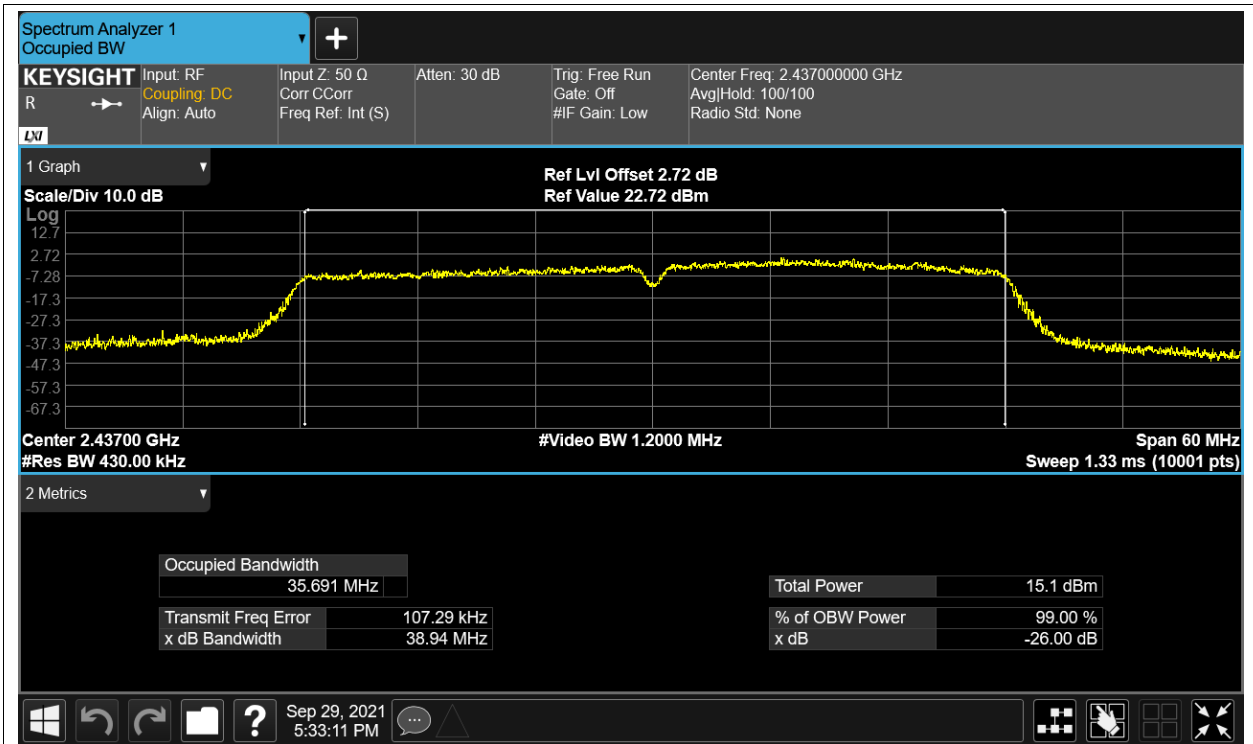 Spectrum Analyzer 1
Occupied BW
KEYSIGHT
R
LXI
Input: RF
Coupling: DC
Align: Auto
Input Z: 50 Ω
Corr CCorr
Freq Ref: Int (S)
Atten: 30 dB
Trig: Free Run
Gate: Off
#IF Gain: Low
Center Freq: 2.437000000 GHz
Avg|Hold: 100/100
Radio Std: None
1 Graph
Scale/Div 10.0 dB
Ref Lvl Offset 2.72 dB
Ref Value 22.72 dBm
Log
12.7
2.72
-7.28
-17.3
-27.3
-37.3
-47.3
-57.3
-67.3
Center 2.43700 GHz
#Video BW 1.2000 MHz
Span 60 MHz
#Res BW 430.00 kHz
Sweep 1.33 ms (10001 pts)
2 Metrics
Occupied Bandwidth
35.691 MHz
Transmit Freq Error 107.29 kHz
x dB Bandwidth 38.94 MHz
Total Power 15.1 dBm
% of OBW Power 99.00 %
x dB -26.00 dB
?
Sep 29, 2021
5:33:11 PM